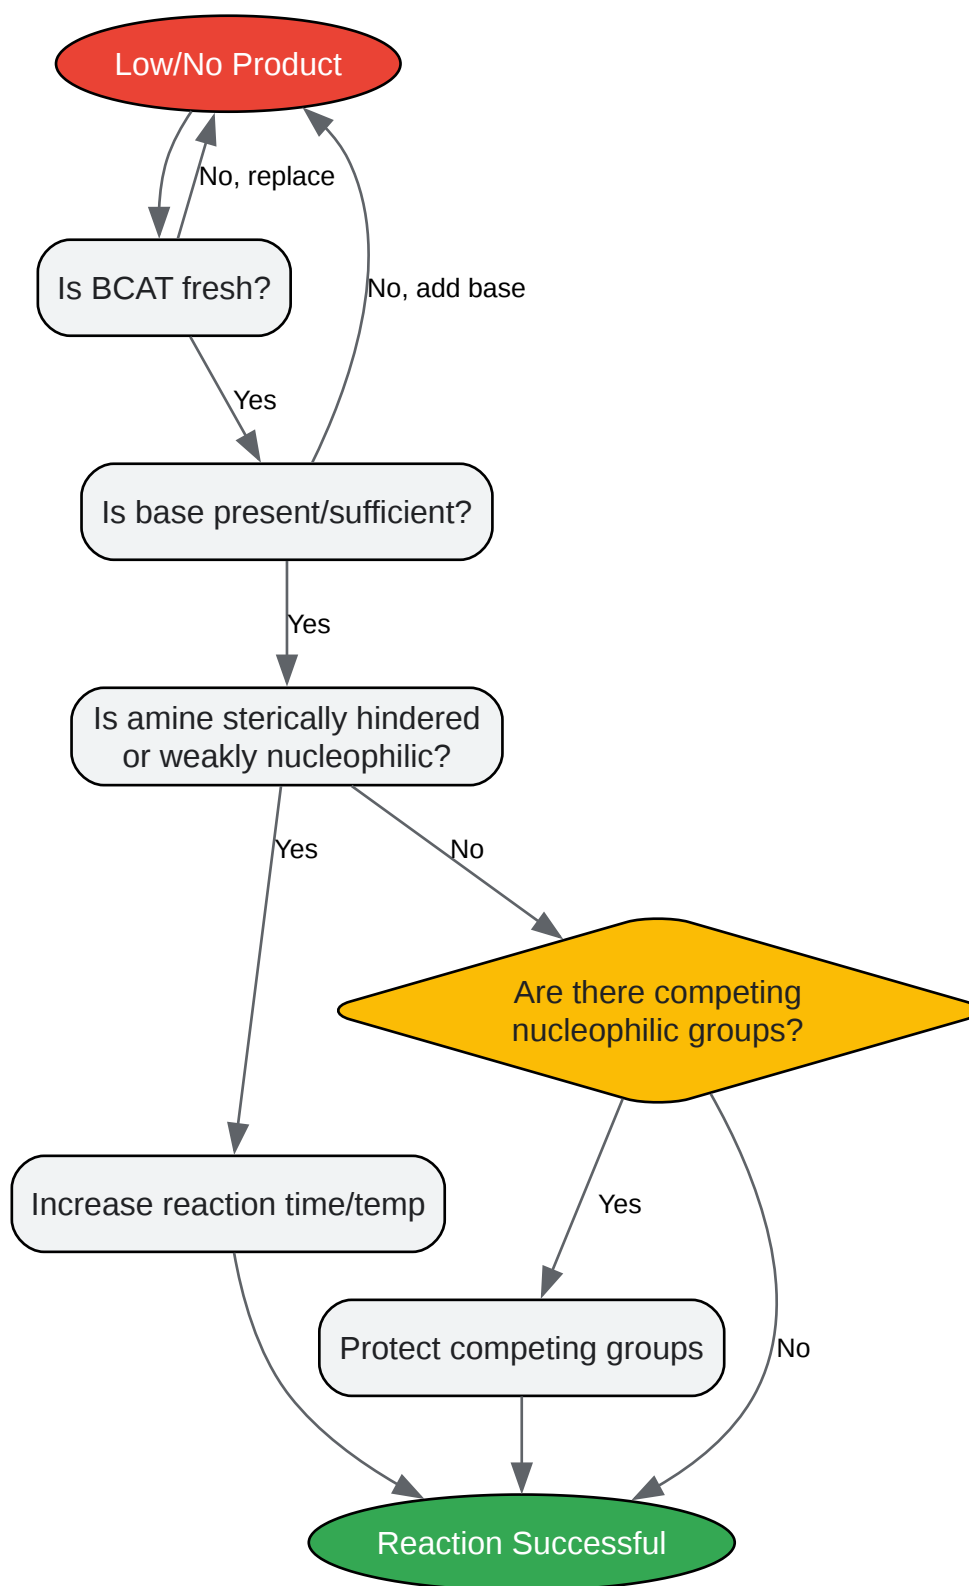 Low/No Product
No, replace
Is BCAT fresh?
No, add base
Yes
Is base present/sufficient?
Yes
Is amine sterically hindered
or weakly nucleophilic?
Yes
No
Are there competing
nucleophilic groups?
Increase reaction time/temp
Yes
Protect competing groups
No
Reaction Successful